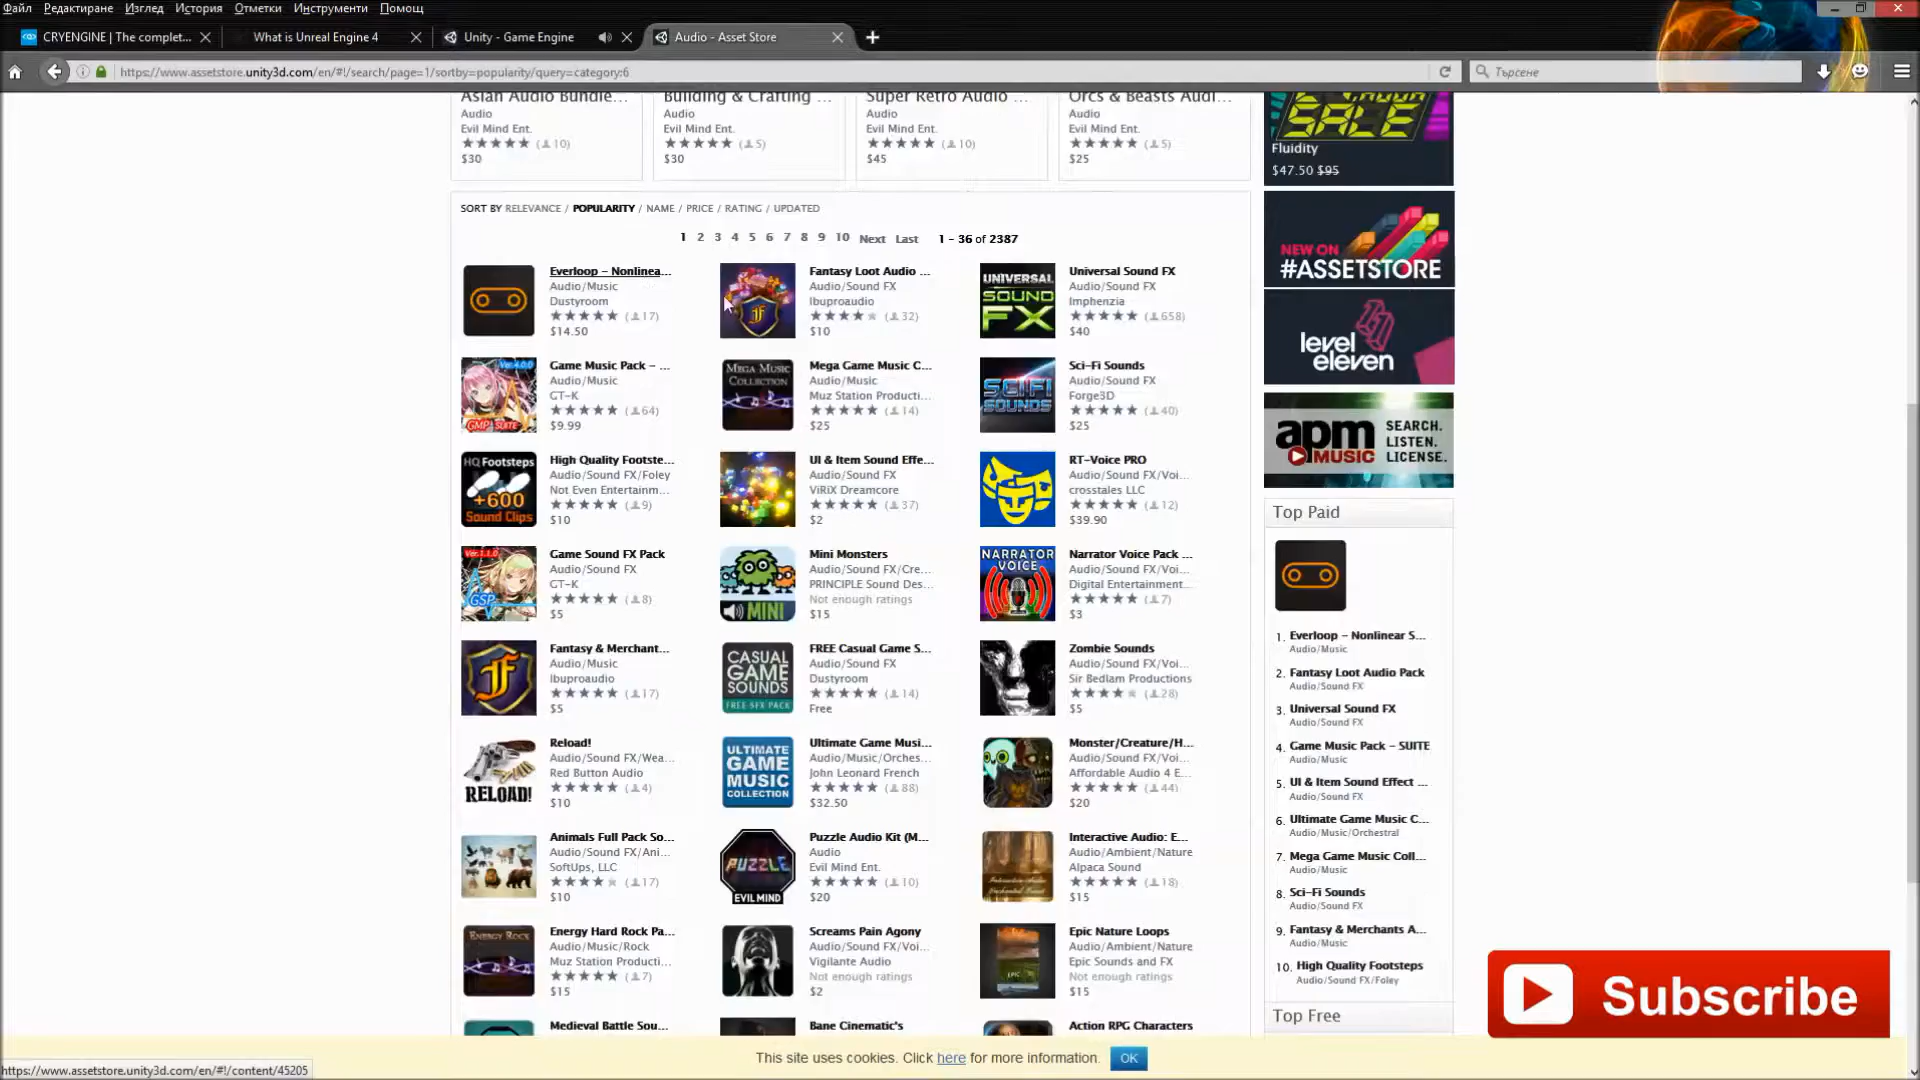 Файл Редактиране Изглед История Отметки Инструменти Помощ
CRYENGINE | The complet...
What is Unreal Engine 4
Unity - Game Engine
Audio - Asset Store
https://www.assetstore.unity3d.com/en/#!/search/page=1/sortby=popularity/query=category:6
Търсене
Asian Audio Bundle...
Audio
Evil Mind Ent.
(10)
$30
Building & Crafting ...
Audio
Evil Mind Ent.
(5)
$30
Super Retro Audio ...
Audio
Evil Mind Ent.
(10)
$45
Orcs & Beasts Audi...
Audio
Evil Mind Ent.
(5)
$25
SALE
Fluidity
$47.50 $95
NEW ON
#ASSETSTORE
level
eleven
apm
MUSIC
SEARCH.
LISTEN.
LICENSE.
SORT BY RELEVANCE / POPULARITY / NAME / PRICE / RATING / UPDATED
1 2 3 4 5 6 7 8 9 10 Next Last 1 - 36 of 2387
Everloop - Nonlinea...
Audio/Music
Dustyroom
(17)
$14.50
Fantasy Loot Audio ...
Audio/Sound FX
Ibuproaudio
(32)
$10
UNIVERSAL
SOUND
FX
Universal Sound FX
Audio/Sound FX
Imphenzia
(658)
$40
Ver.4.0.0
GMP SUITE
Game Music Pack - ...
Audio/Music
GT-K
(64)
$9.99
MEGA MUSIC
COLLECTION
Mega Game Music C...
Audio/Music
Muz Station Producti...
(14)
$25
SCI-FI
SOUNDS
Sci-Fi Sounds
Audio/Sound FX
Forge3D
(40)
$25
HQ Footsteps
+600
Sound Clips
High Quality Footste...
Audio/Sound FX/Foley
Not Even Entertainm...
(9)
$10
UI & Item Sound Effe...
Audio/Sound FX
ViRiX Dreamcore
(37)
$2
RT-Voice PRO
Audio/Sound FX/Voi...
crosstales LLC
(12)
$39.90
Ver.1.1.0
GSP
Game Sound FX Pack
Audio/Sound FX
GT-K
(8)
$5
MINI
Mini Monsters
Audio/Sound FX/Cre...
PRINCIPLE Sound Des...
Not enough ratings
$15
NARRATOR
VOICE
Narrator Voice Pack ...
Audio/Sound FX/Voi...
Digital Entertainment...
(7)
$3
Fantasy & Merchant...
Audio/Music
Ibuproaudio
(17)
$5
CASUAL
GAME
SOUNDS
FREE SFX PACK
FREE Casual Game S...
Audio/Sound FX
Dustyroom
(14)
Free
Zombie Sounds
Audio/Sound FX/Voi...
Sir Bedlam Productions
(28)
$5
RELOAD!
Reload!
Audio/Sound FX/Wea...
Red Button Audio
(4)
$10
ULTIMATE
GAME
MUSIC
COLLECTION
Ultimate Game Musi...
Audio/Music/Orches...
John Leonard French
(88)
$32.50
Monster/Creature/H...
Audio/Sound FX/Voi...
Affordable Audio 4 E...
(44)
$20
Animals Full Pack So...
Audio/Sound FX/Ani...
SoftUps, LLC
(17)
$10
PUZZLE
EVIL MIND
Puzzle Audio Kit (M...
Audio
Evil Mind Ent.
(10)
$20
Interactive Audio: E...
Audio/Ambient/Nature
Alpaca Sound
(18)
$15
ENERGY ROCK
Energy Hard Rock Pa...
Audio/Music/Rock
Muz Station Producti...
(7)
$15
Screams Pain Agony
Audio/Sound FX/Voi...
Vigilante Audio
Not enough ratings
$2
EPIC
Epic Nature Loops
Audio/Ambient/Nature
Epic Sounds and FX
Not enough ratings
$15
Medieval Battle Sou...
Bane Cinematic's
Action RPG Characters
Top Paid
1. Everloop - Nonlinear S...
Audio/Music
2. Fantasy Loot Audio Pack
Audio/Sound FX
3. Universal Sound FX
Audio/Sound FX
4. Game Music Pack - SUITE
Audio/Music
5. UI & Item Sound Effect ...
Audio/Sound FX
6. Ultimate Game Music C...
Audio/Music/Orchestral
7. Mega Game Music Coll...
Audio/Music
8. Sci-Fi Sounds
Audio/Sound FX
9. Fantasy & Merchants A...
Audio/Music
10. High Quality Footsteps
Audio/Sound FX/Foley
Top Free
Subscribe
This site uses cookies. Click here for more information. OK
https://www.assetstore.unity3d.com/en/#!/content/45205